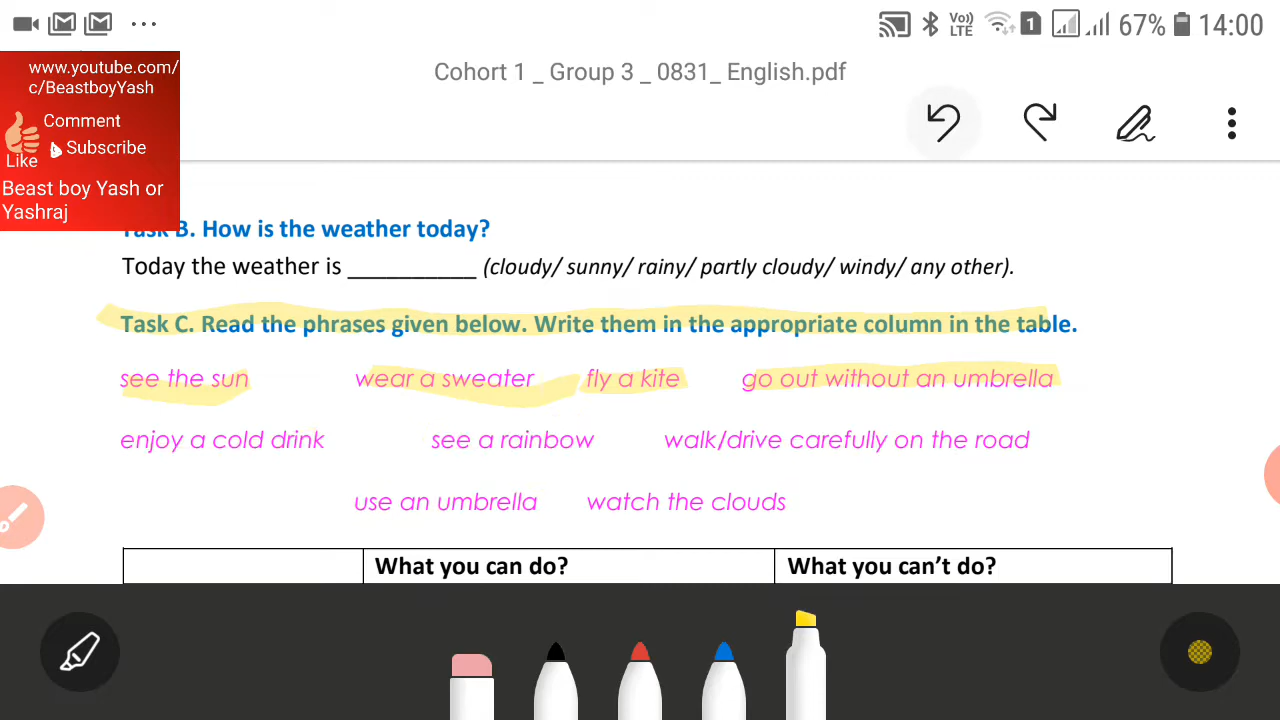 Vo) LTE 1 67% 14:00
www.youtube.com/
c/BeastboyYash
Comment
Subscribe
Like
Beast boy Yash or
Yashraj
Cohort 1 _ Group 3 _ 0831_ English.pdf
Task B. How is the weather today?
Today the weather is __________ (cloudy/ sunny/ rainy/ partly cloudy/ windy/ any other).
Task C. Read the phrases given below. Write them in the appropriate column in the table.
see the sun wear a sweater fly a kite go out without an umbrella
enjoy a cold drink see a rainbow walk/drive carefully on the road
use an umbrella watch the clouds
What you can do? What you can't do?